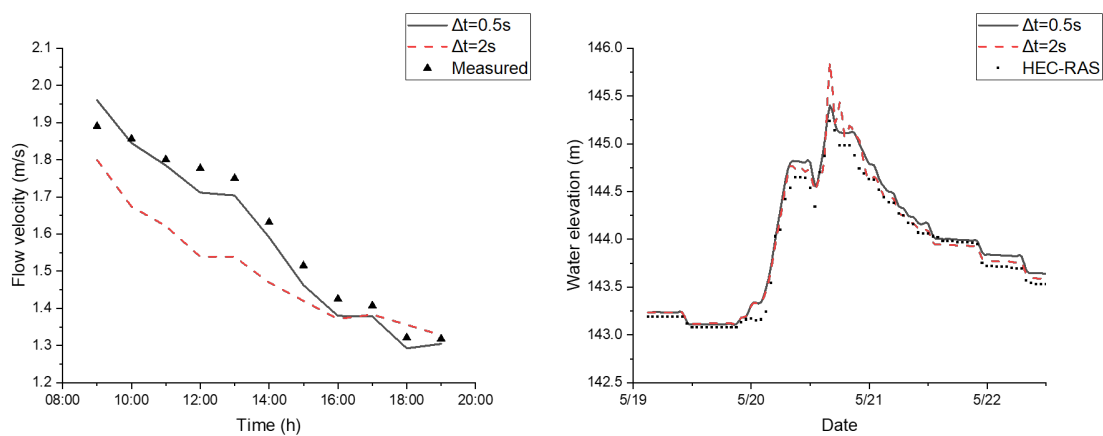 Δt=0.5s
Δt=2s
Measured
2.1
2.0
1.9
1.8
1.7
1.6
1.5
1.4
1.3
1.2
Flow velocity (m/s)
08:00 10:00 12:00 14:00 16:00 18:00 20:00
Time (h)
Δt=0.5s
Δt=2s
HEC-RAS
146.0
145.5
145.0
144.5
144.0
143.5
143.0
142.5
Water elevation (m)
5/19 5/20 5/21 5/22
Date